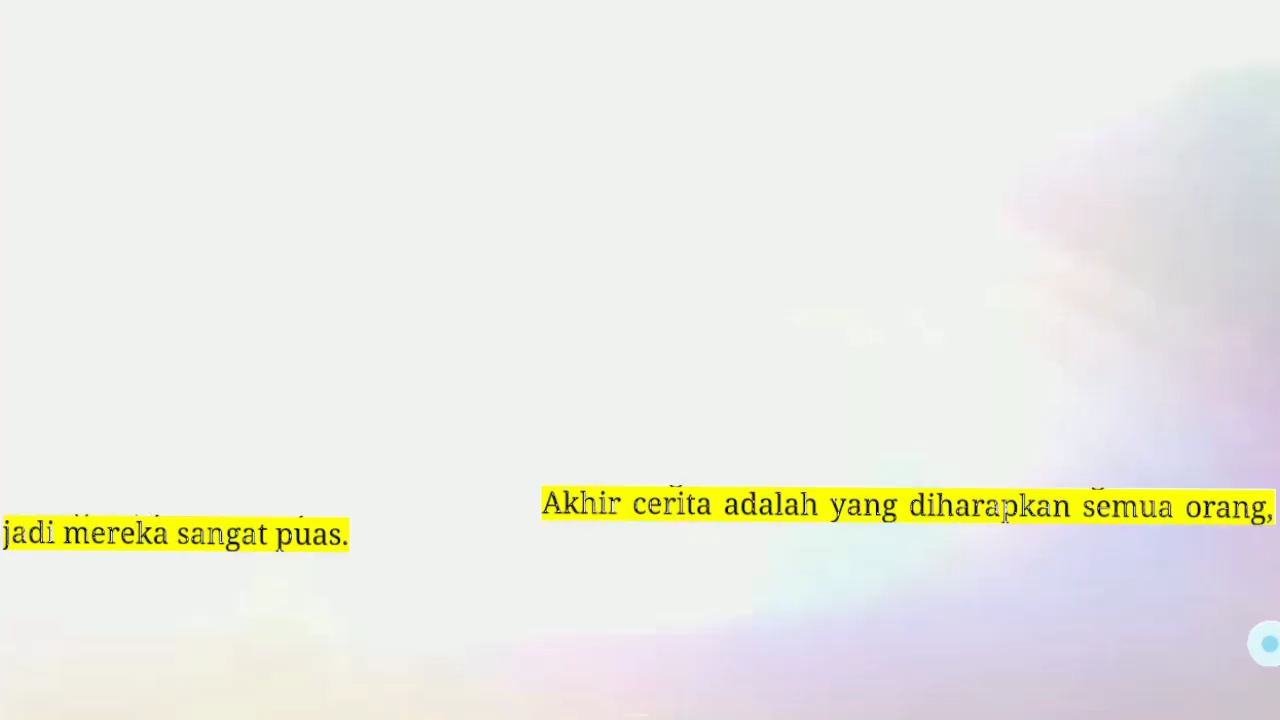 Akhir cerita adalah yang diharapkan semua orang,
jadi mereka sangat puas.